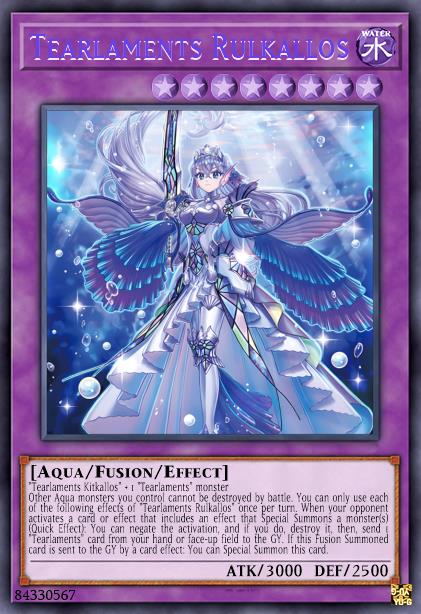 Tearlaments Rulkallos
WATER
水
[Aqua/Fusion/Effect]
"Tearlaments Kitkallos" + 1 "Tearlaments" monster
Other Aqua monsters you control cannot be destroyed by battle. You can only use each
of the following effects of "Tearlaments Rulkallos" once per turn. When your opponent
activates a card or effect that includes an effect that Special Summons a monster(s)
(Quick Effect): You can negate the activation, and if you do, destroy it, then, send 1
"Tearlaments" card from your hand or face-up field to the GY. If this Fusion Summoned
card is sent to the GY by a card effect: You can Special Summon this card.
ATK/3000 DEF/2500
84330567